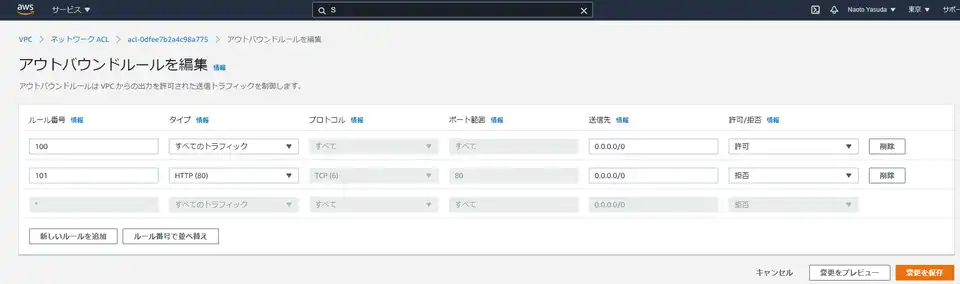 aws サービス ▼ S Naoto Yasuda ▼ 東京 ▼ サポー
VPC > ネットワーク ACL > acl-0dfee7b2a4c98a775 > アウトバウンドルールを編集
アウトバウンドルールを編集 情報
アウトバウンドルールは VPC からの出力を許可された送信トラフィックを制御します。
ルール番号 情報 タイプ 情報 プロトコル 情報 ポート範囲 情報 送信先 情報 許可/拒否 情報
100 すべてのトラフィック すべて すべて 0.0.0.0/0 許可 削除
101 HTTP (80) TCP (6) 80 0.0.0.0/0 拒否 削除
* すべてのトラフィック すべて すべて 0.0.0.0/0 拒否
新しいルールを追加 ルール番号で並べ替え
キャンセル 変更をプレビュー 変更を保存